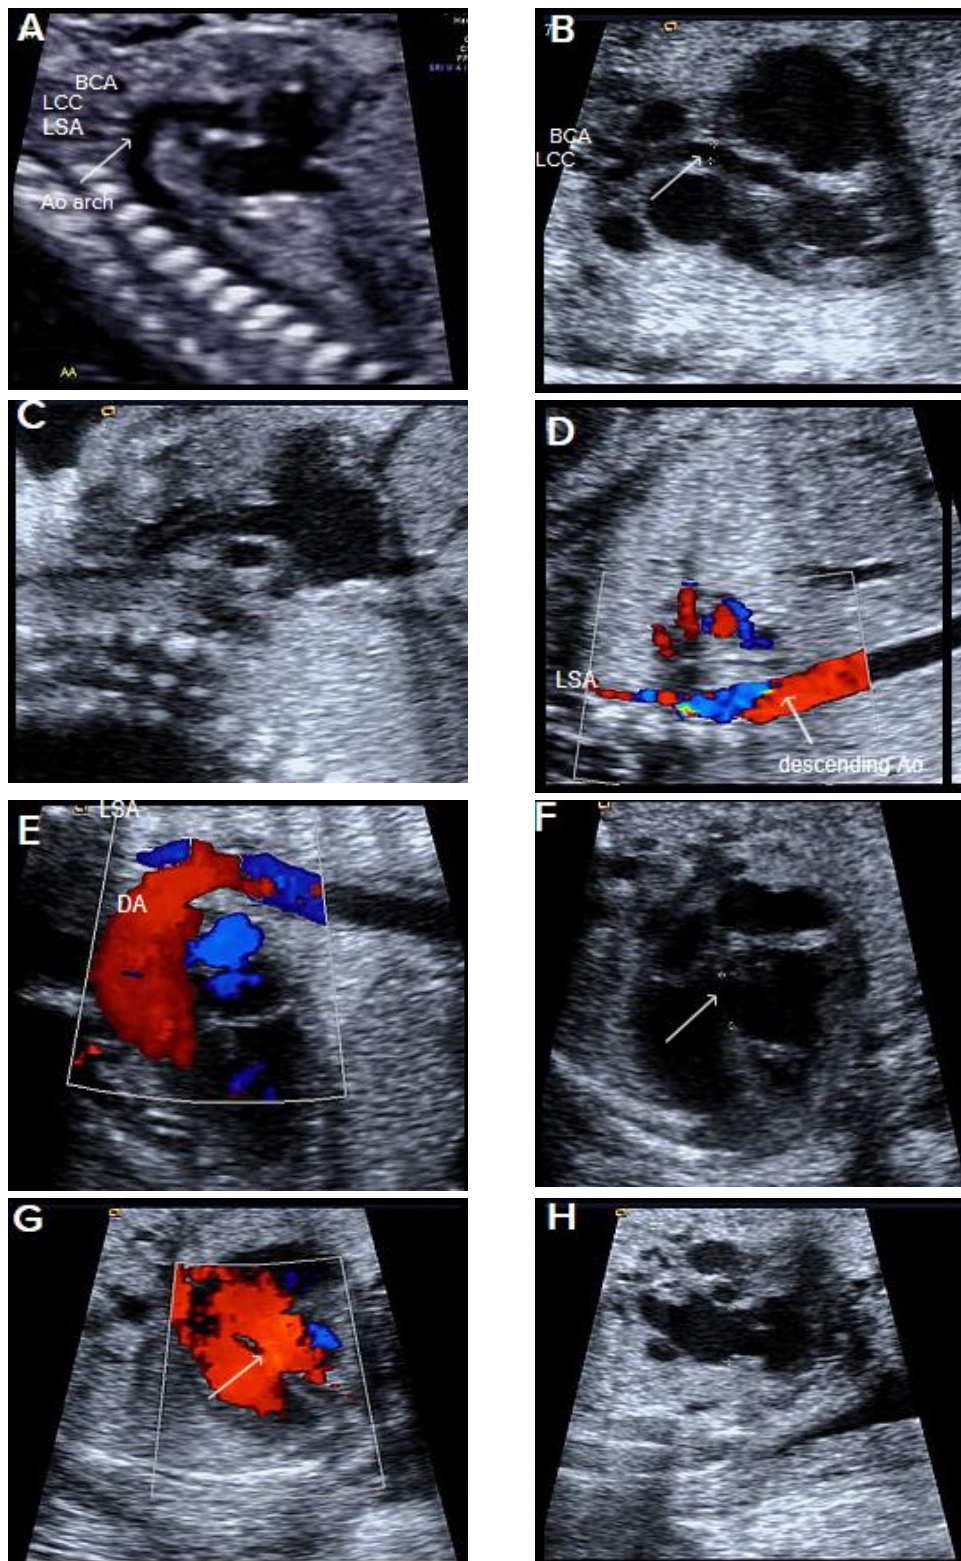 A
BCA
LCC
LSA
Ao arch
AA
B
BCA
LCC
C
D
LSA
descending Ao
E
LSA
DA
F
G
H